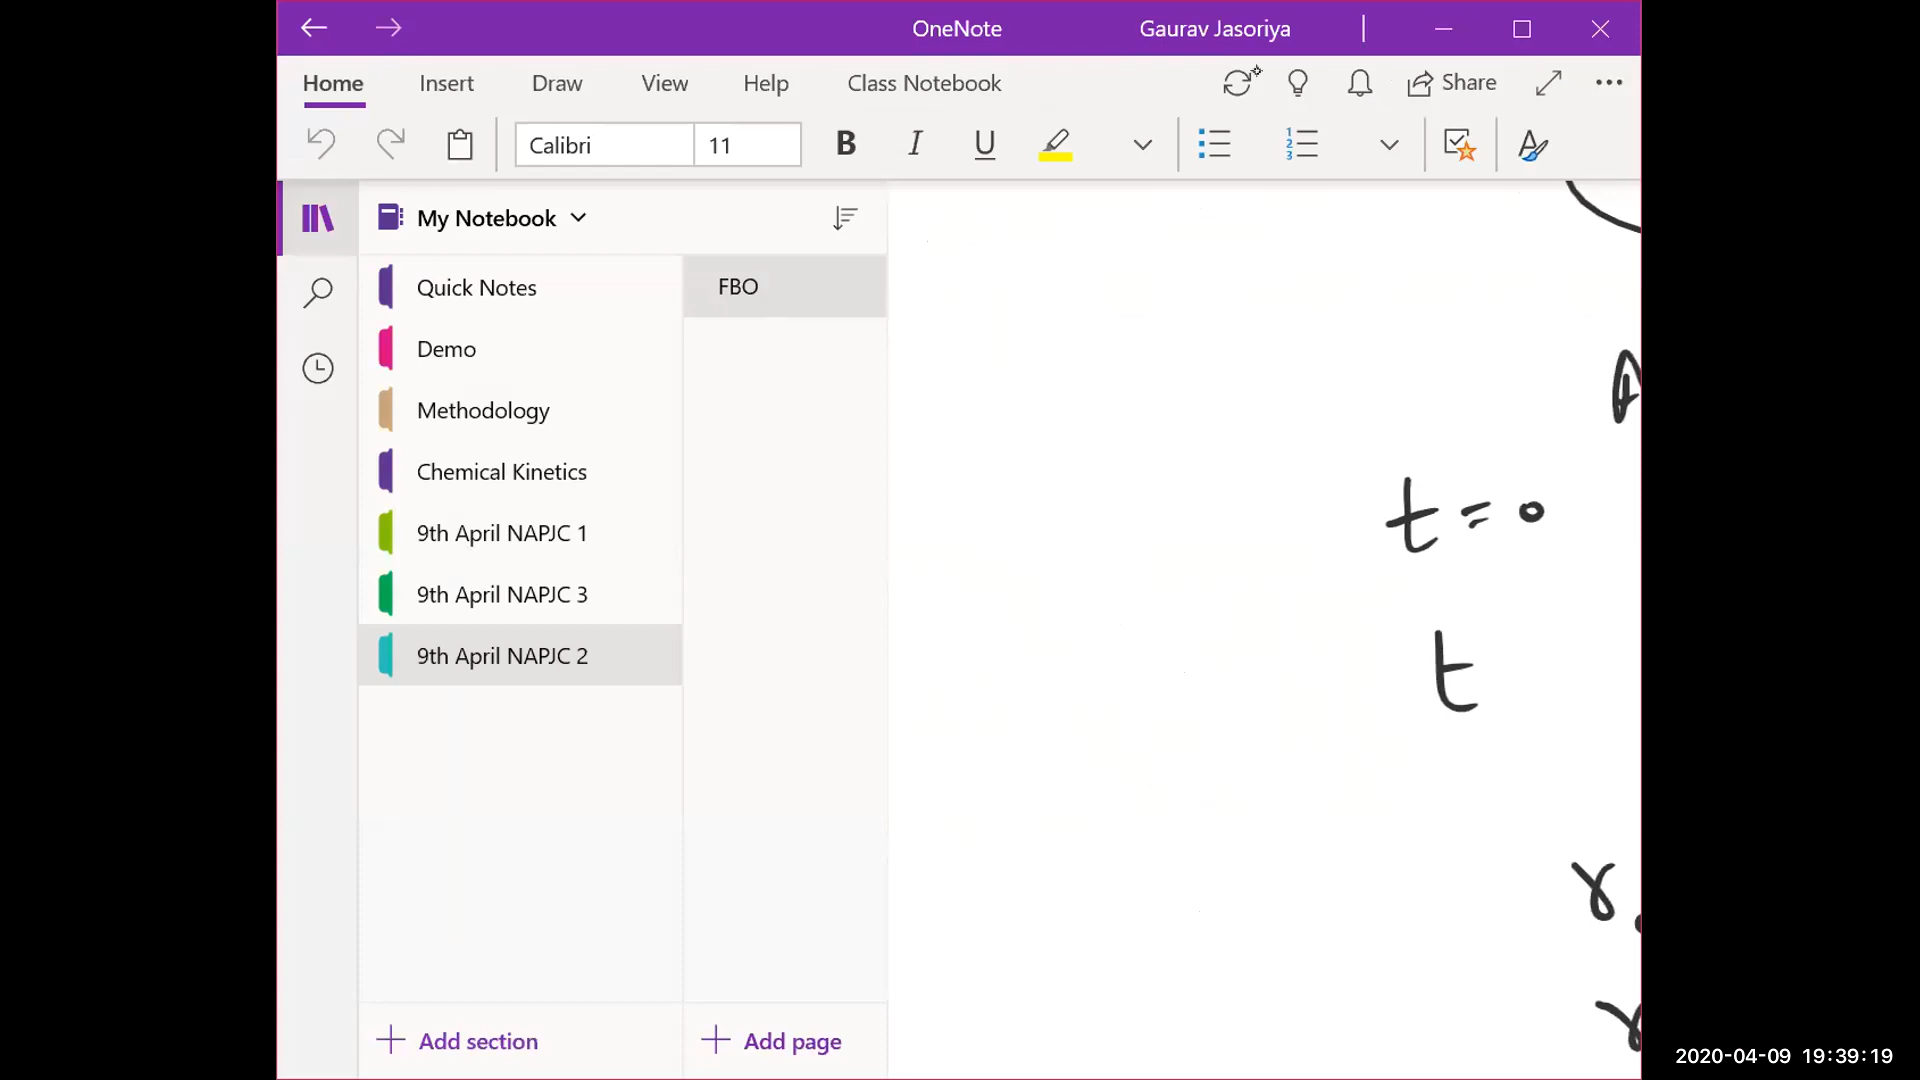 OneNote Gaurav Jasoriya
Home Insert Draw View Help Class Notebook Share
Calibri 11 B I U
My Notebook
Quick Notes FBO
Demo
Methodology
Chemical Kinetics
9th April NAPJC 1
9th April NAPJC 3
9th April NAPJC 2
A
t = 0
t
r
Add section Add page
2020-04-09 19:39:19